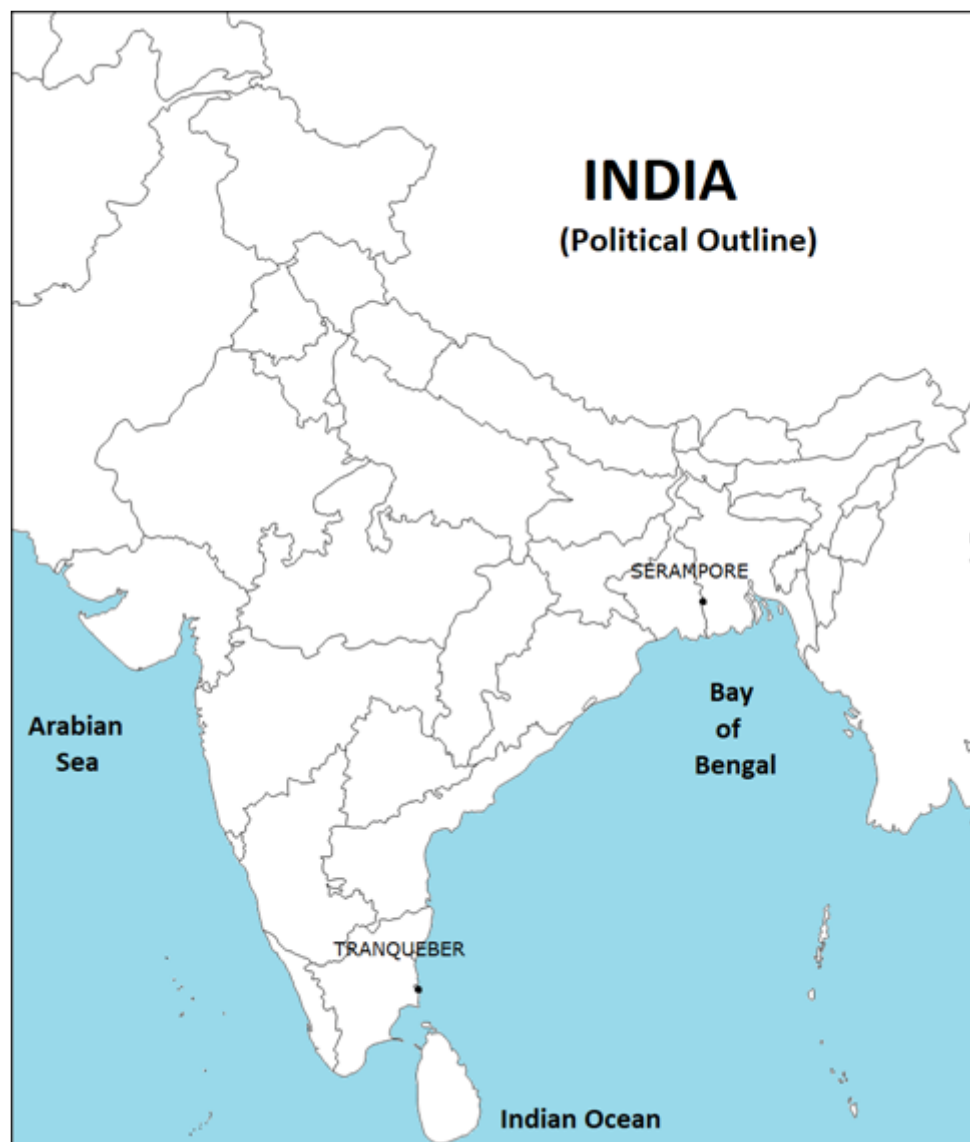 INDIA
(Political Outline)
SERAMPORE
Arabian
Sea
Bay
of
Bengal
TRANQUEBER
Indian Ocean